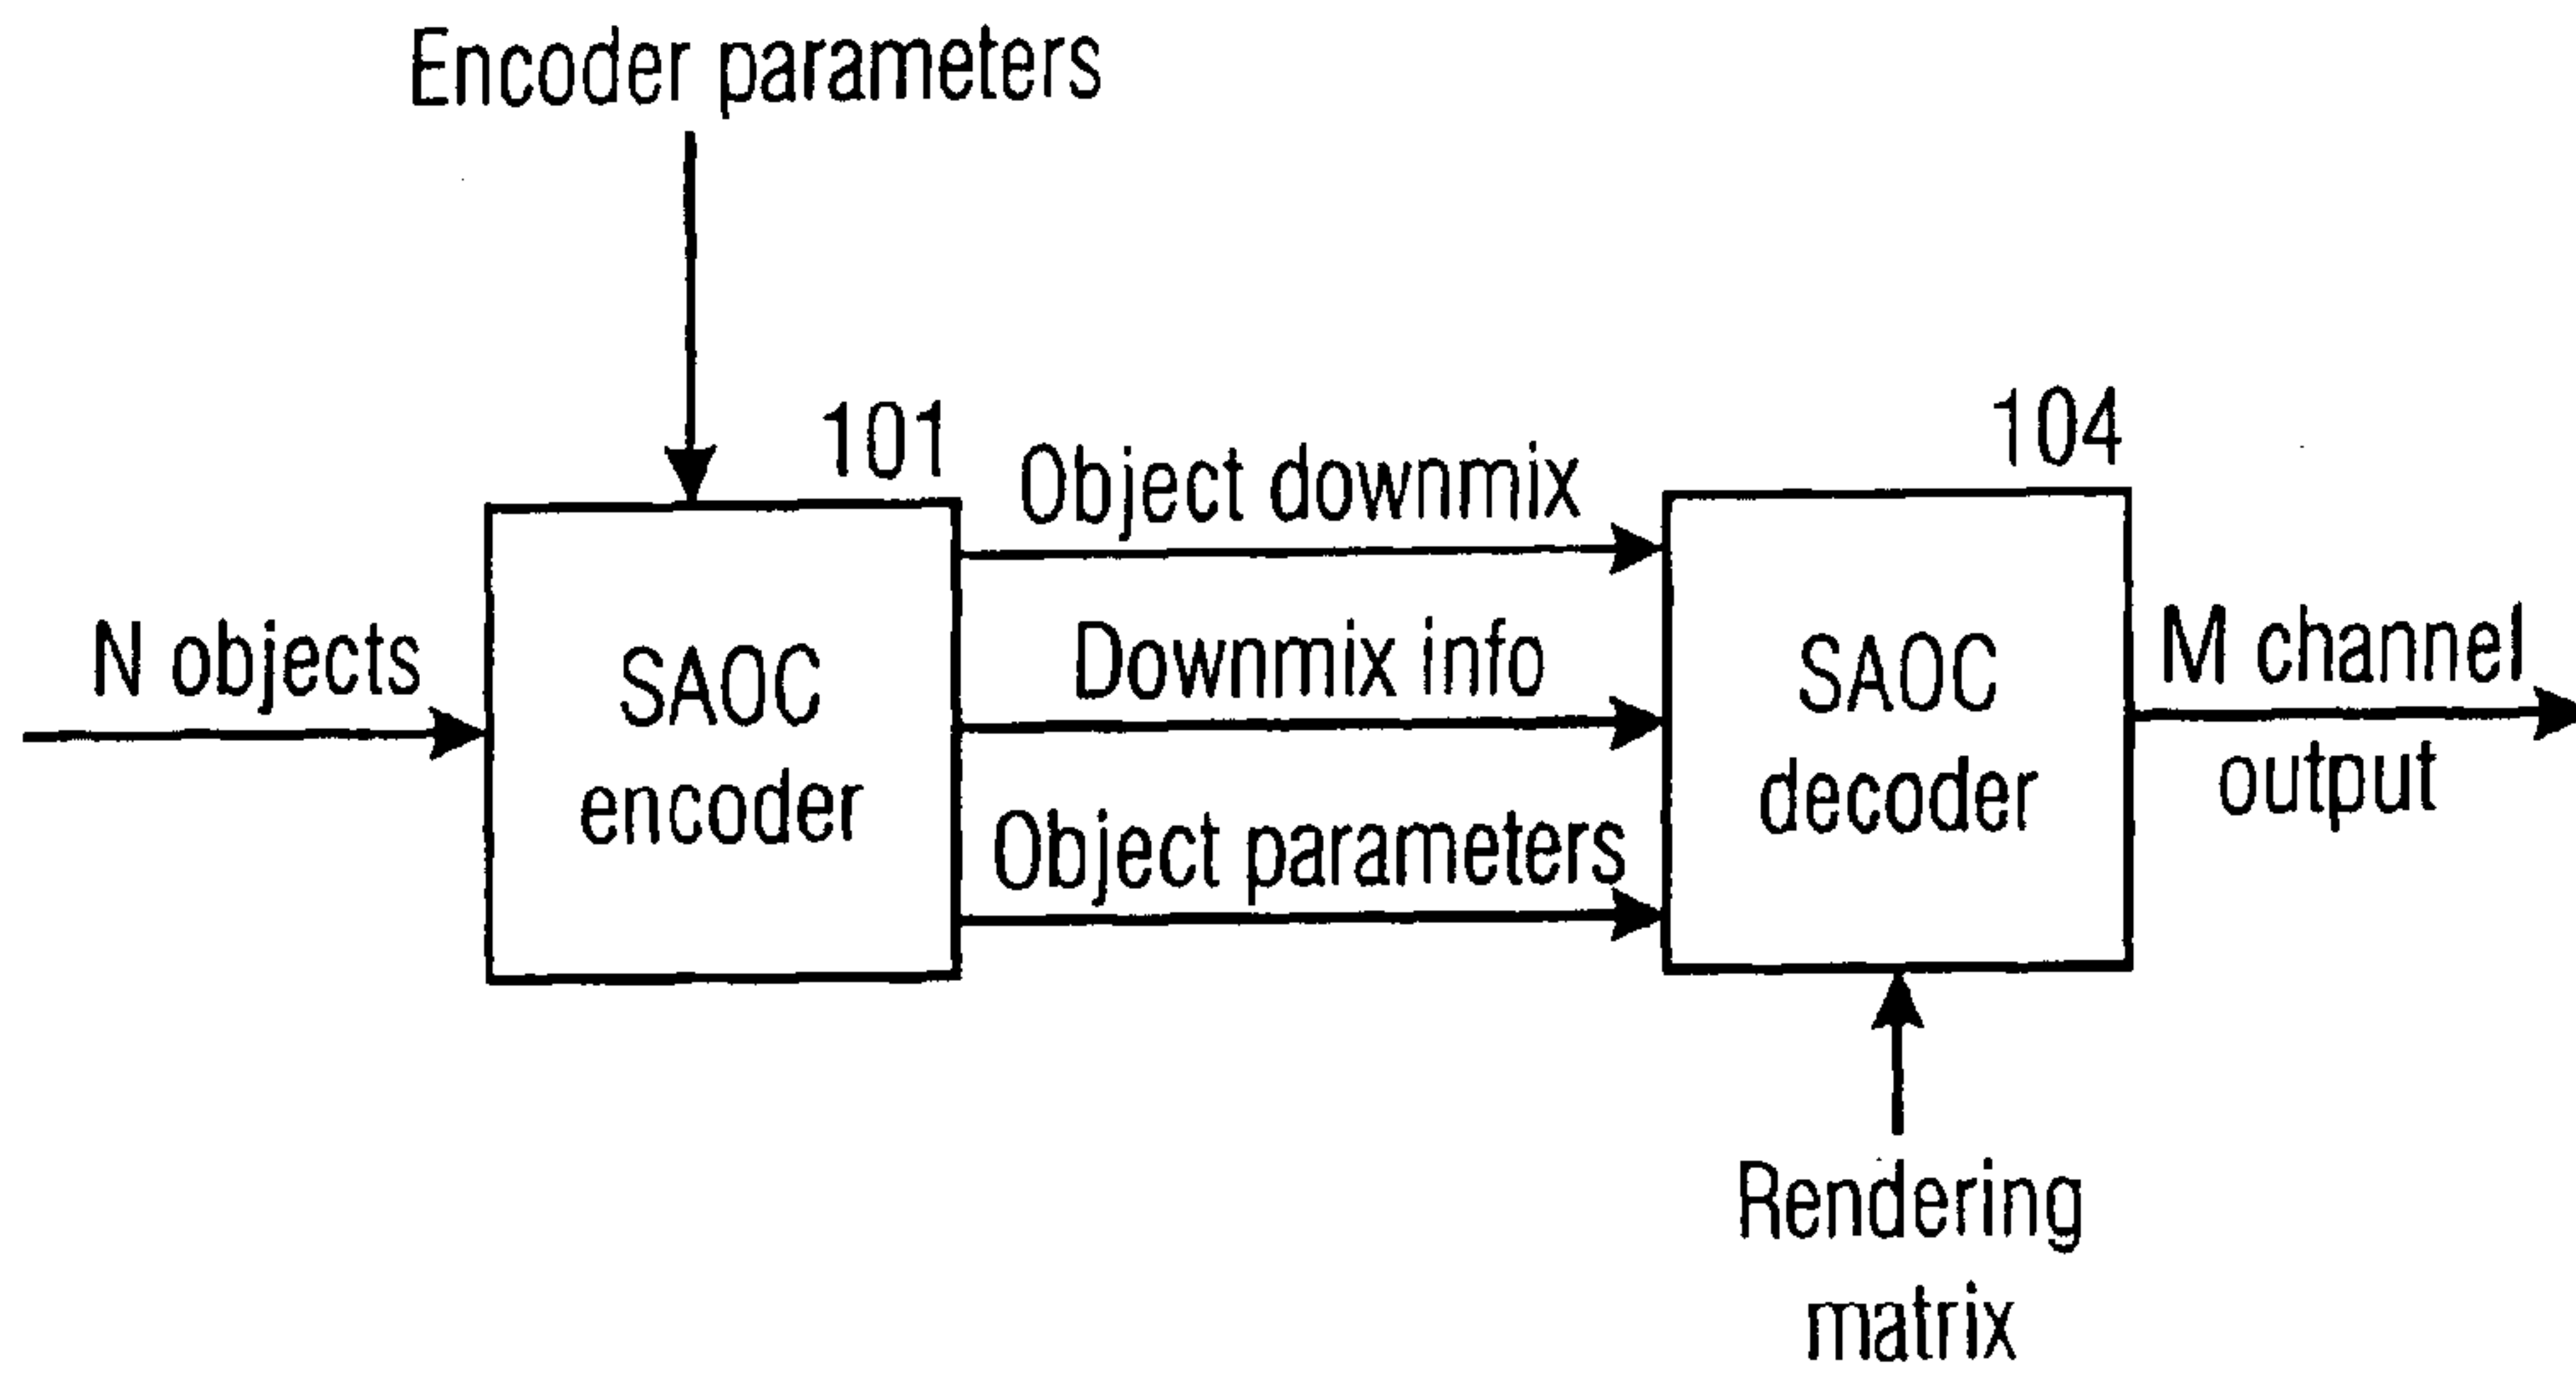 Encoder parameters
101
104
Object downmix
N objects
SAOC
encoder
Downmix info
Object parameters
SAOC
decoder
M channel
output
Rendering
matrix